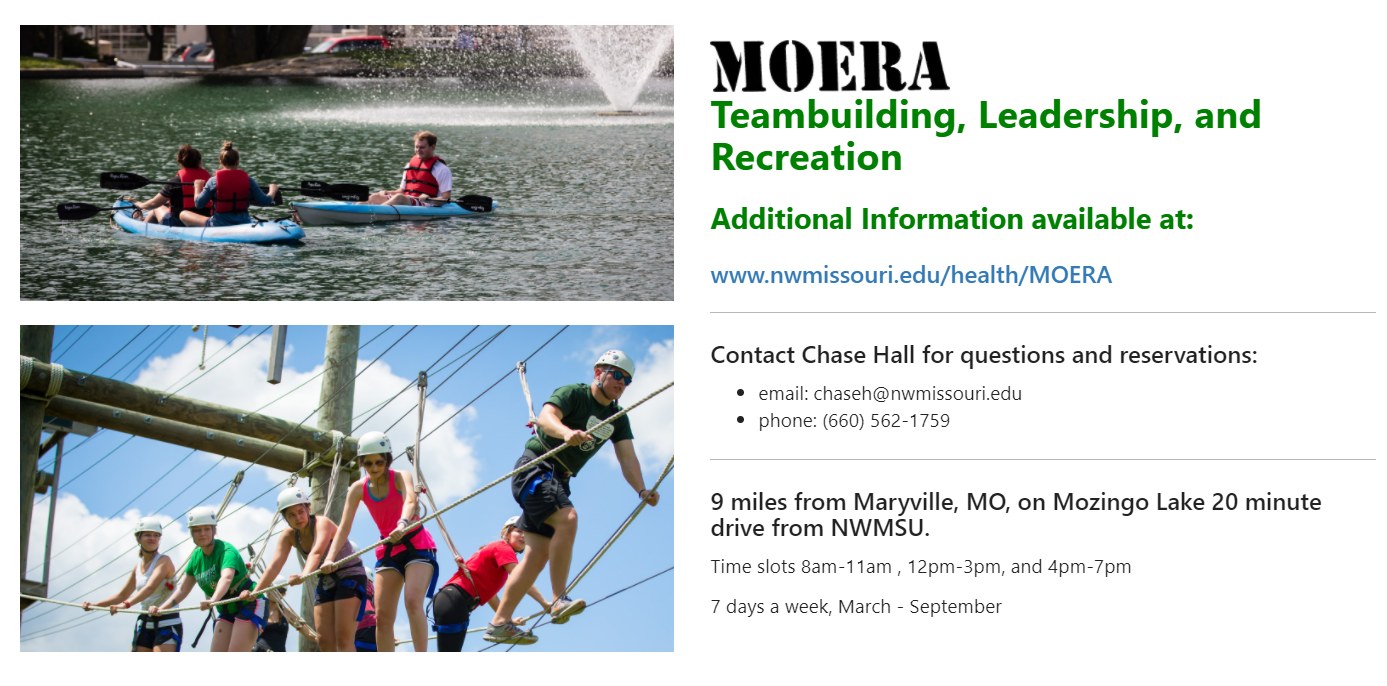 MOERA
Teambuilding, Leadership, and
Recreation
Additional Information available at:
www.nwmissouri.edu/health/MOERA
Contact Chase Hall for questions and reservations:
email: chaseh@nwmissouri.edu
phone: (660) 562-1759
9 miles from Maryville, MO, on Mozingo Lake 20 minute
drive from NWMSU.
Time slots 8am-11am , 12pm-3pm, and 4pm-7pm
7 days a week, March - September